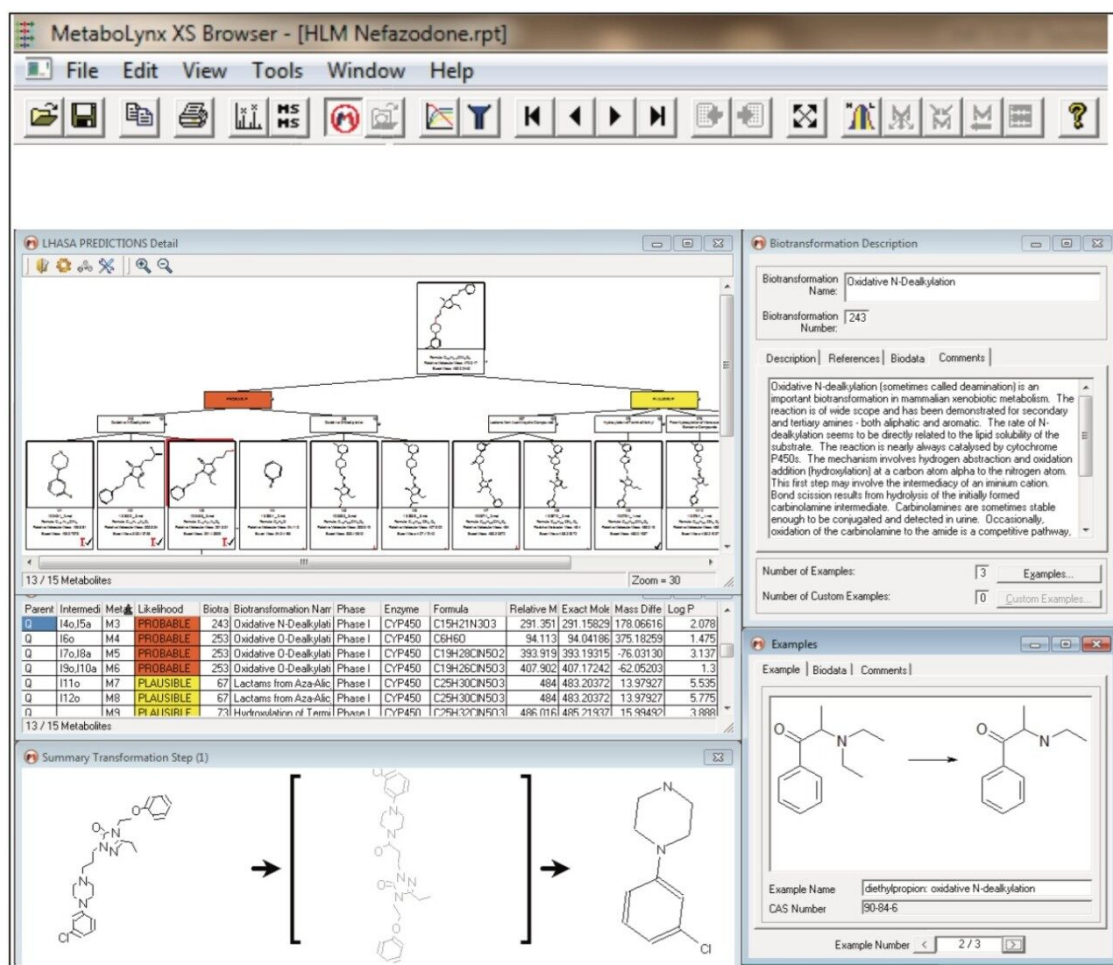 MetaboLynx XS Browser - [HLM Nefazodone.rpt]
File Edit View Tools Window Help
MS
MS
LHASA PREDICTIONS Detail
13 / 15 Metabolites Zoom = 30
Parent Intermedi Likelihood Biotra Biotransformation Narr Phase Enzyme Formula Relative M Exact Mole Mass Diffe Log P
Q I4o,I5a M3 PROBABLE 243 Oxidative N-Dealkylati Phase I CYP450 C15H21N3O3 291.351 291.15829 178.06616 2.078
Q I6o M4 PROBABLE 253 Oxidative O-Dealkylati Phase I CYP450 C6H6O 94.113 94.04186 375.18259 1.475
Q I7o,I8a M5 PROBABLE 253 Oxidative O-Dealkylati Phase I CYP450 C19H28ClN5O2 393.919 393.19315 -76.03130 3.137
Q I9o,I10a M6 PROBABLE 253 Oxidative O-Dealkylati Phase I CYP450 C19H26ClN5O3 407.902 407.17242 -62.05203 1.3
Q I11o M7 PLAUSIBLE 67 Lactams from Aza-Alic Phase I CYP450 C25H30ClN5O3 484 483.20372 13.97927 5.535
Q I12o M8 PLAUSIBLE 67 Lactams from Aza-Alic Phase I CYP450 C25H30ClN5O3 484 483.20372 13.97927 5.775
Q M9 PLAUSIBLE 73 Hydroxylation of Termi Phase I CYP450 C25H32ClN5O3 486.016 485.21937 15.99492 3.888
13 / 15 Metabolites
Summary Transformation Step (1)
Cl
O
N
N
N
N
N
O
Cl
N
N
O
O
N
N
N
O
N
N
Cl
Biotransformation Description
Biotransformation
Name: Oxidative N-Dealkylation
Biotransformation
Number: 243
Description References Biodata Comments
Oxidative N-dealkylation (sometimes called deamination) is an
important biotransformation in mammalian xenobiotic metabolism. The
reaction is of wide scope and has been demonstrated for secondary
and tertiary amines - both aliphatic and aromatic. The rate of N-
dealkylation seems to be directly related to the lipid solubility of the
substrate. The reaction is nearly always catalysed by cytochrome
P450s. The mechanism involves hydrogen abstraction and oxidation
addition (hydroxylation) at a carbon atom alpha to the nitrogen atom.
This first step may involve the intermediacy of an iminium cation.
Bond scission results from hydrolysis of the initially formed
carbinolamine intermediate. Carbinolamines are sometimes stable
enough to be conjugated and detected in urine. Occasionally,
oxidation of the carbinolamine to the amide is a competitive pathway,
Number of Examples: 3 Examples...
Number of Custom Examples: 0 Custom Examples...
Examples
Example Biodata Comments
O N O N
Example Name diethylpropion: oxidative N-dealkylation
CAS Number 90-84-6
Example Number < 2 / 3 >